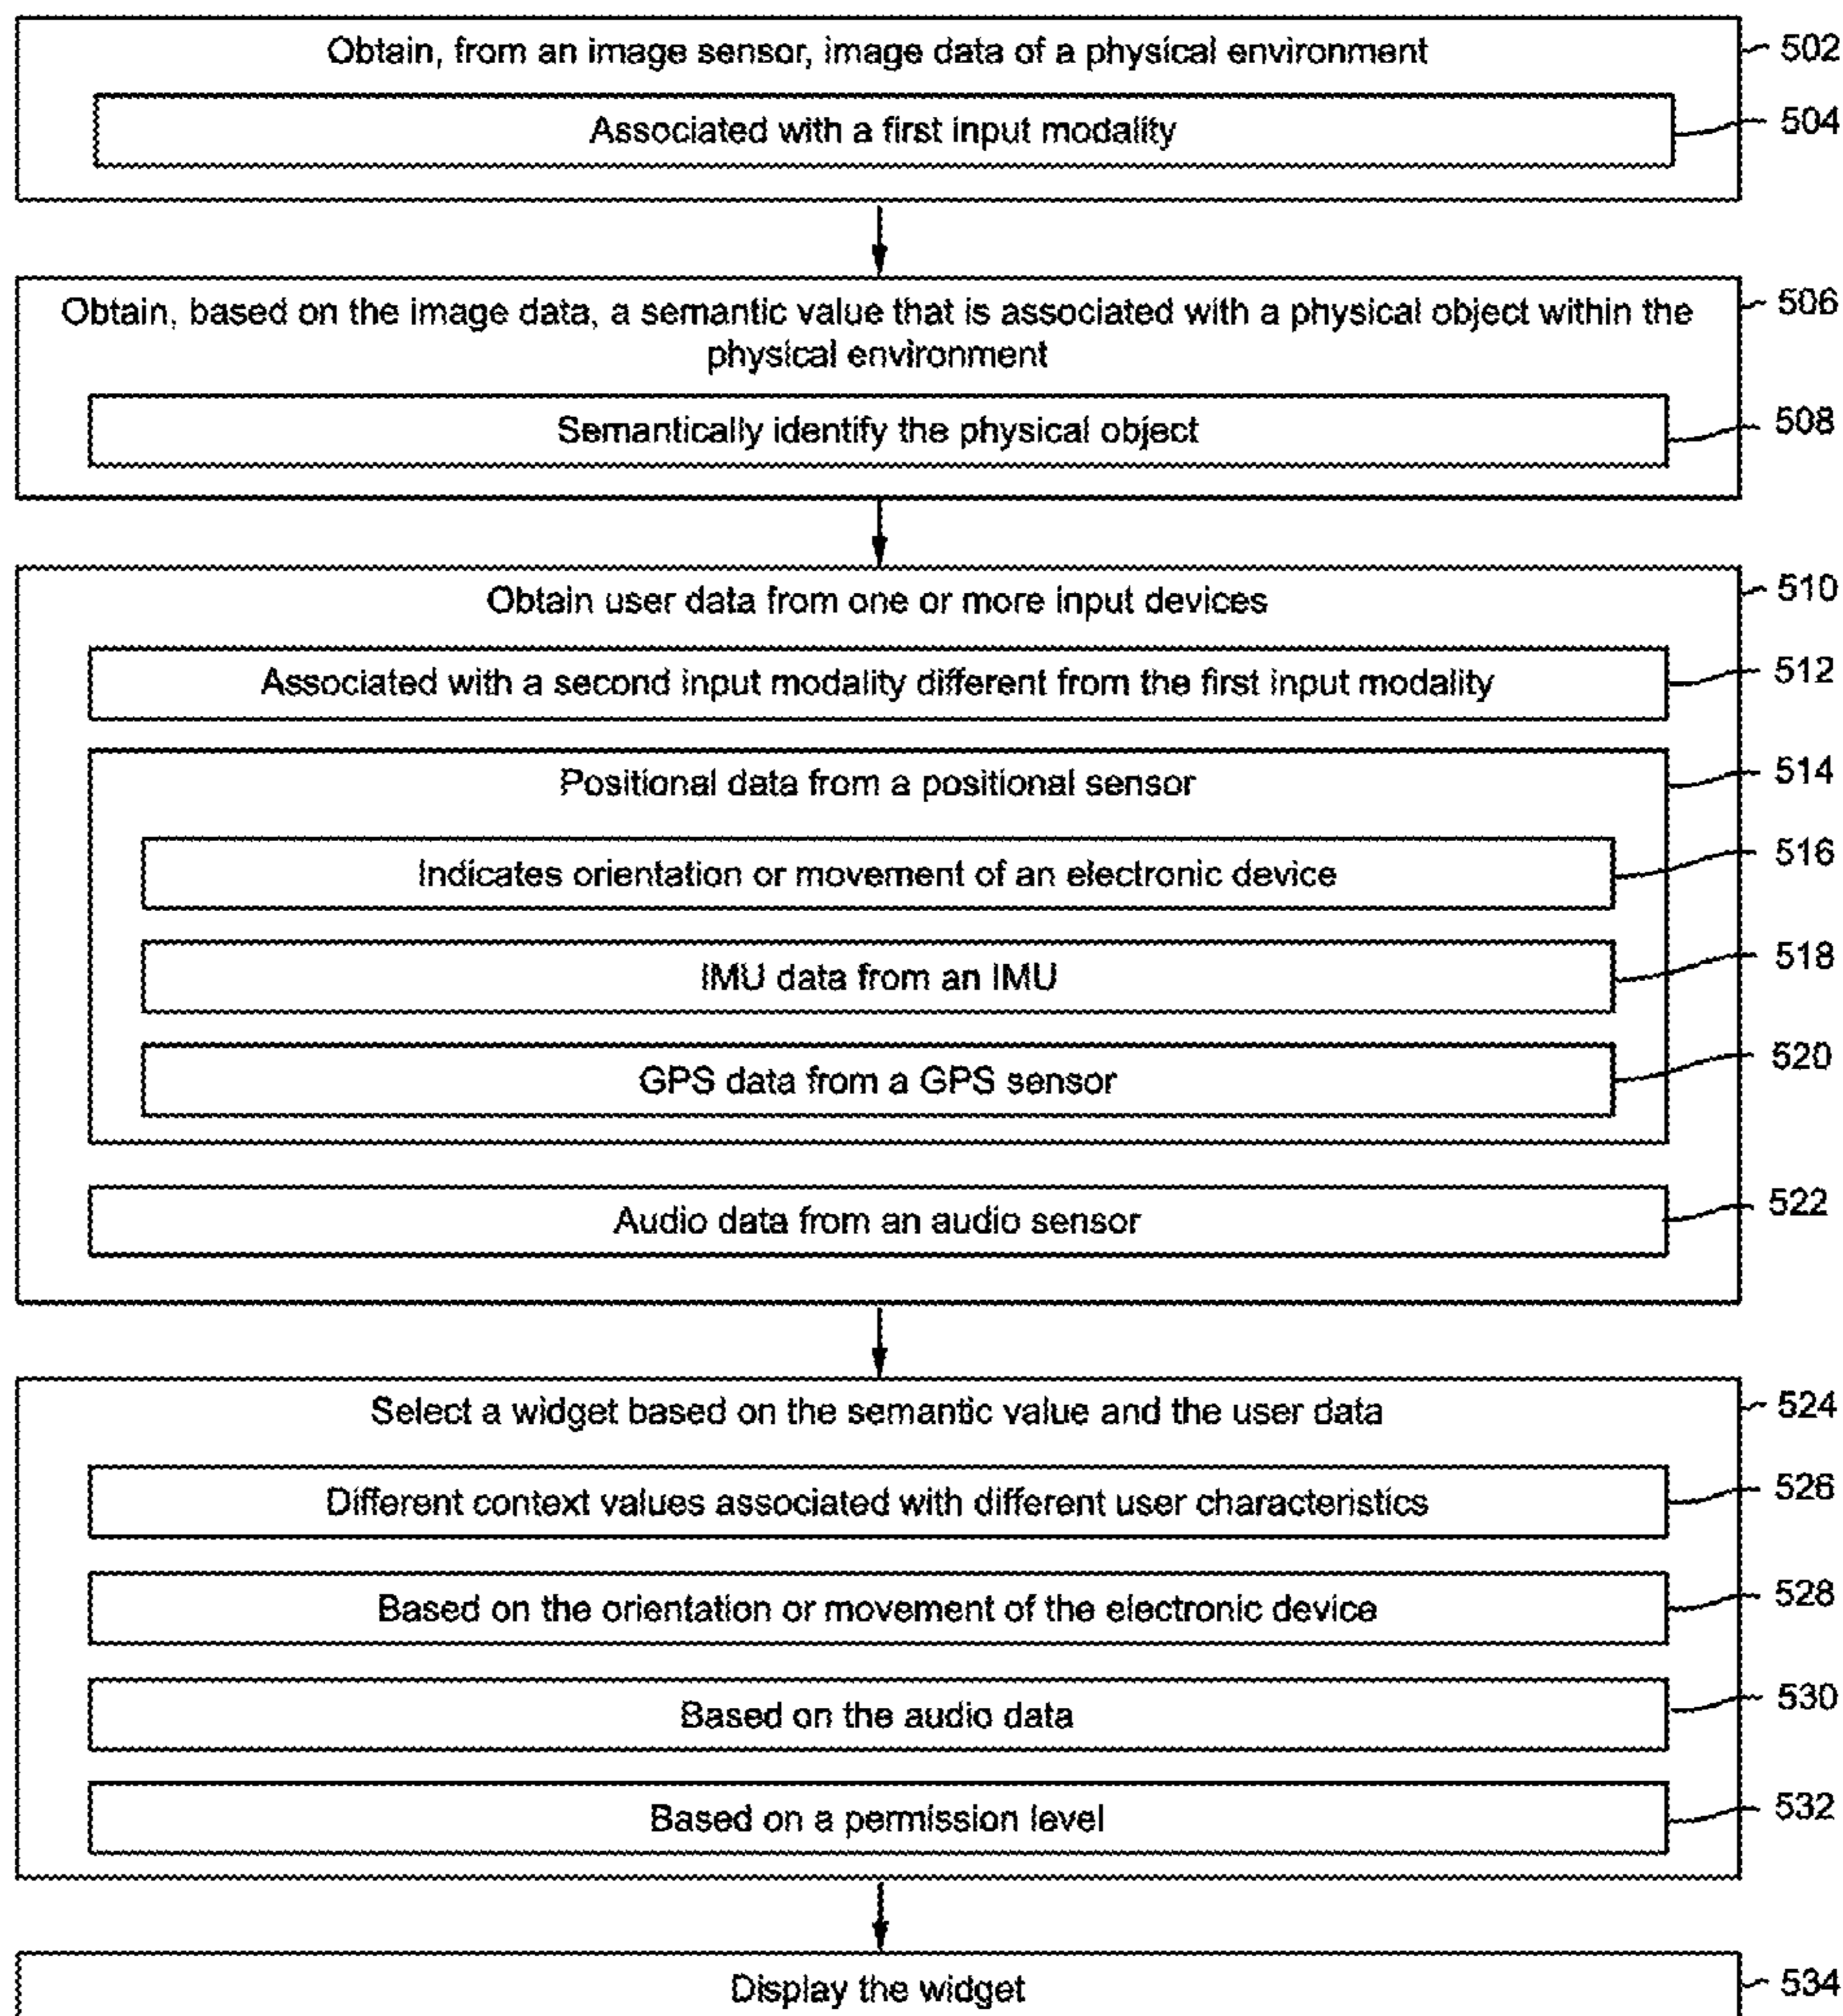 Obtain, from an image sensor, image data of a physical environment
502
Associated with a first input modality
504
Obtain, based on the image data, a semantic value that is associated with a physical object within the
physical environment
506
Semantically identify the physical object
508
Obtain user data from one or more input devices
510
Associated with a second input modality different from the first input modality
512
Positional data from a positional sensor
514
Indicates orientation or movement of an electronic device
516
IMU data from an IMU
518
GPS data from a GPS sensor
520
Audio data from an audio sensor
522
Select a widget based on the semantic value and the user data
524
Different context values associated with different user characteristics
526
Based on the orientation or movement of the electronic device
528
Based on the audio data
530
Based on a permission level
532
Display the widget
534